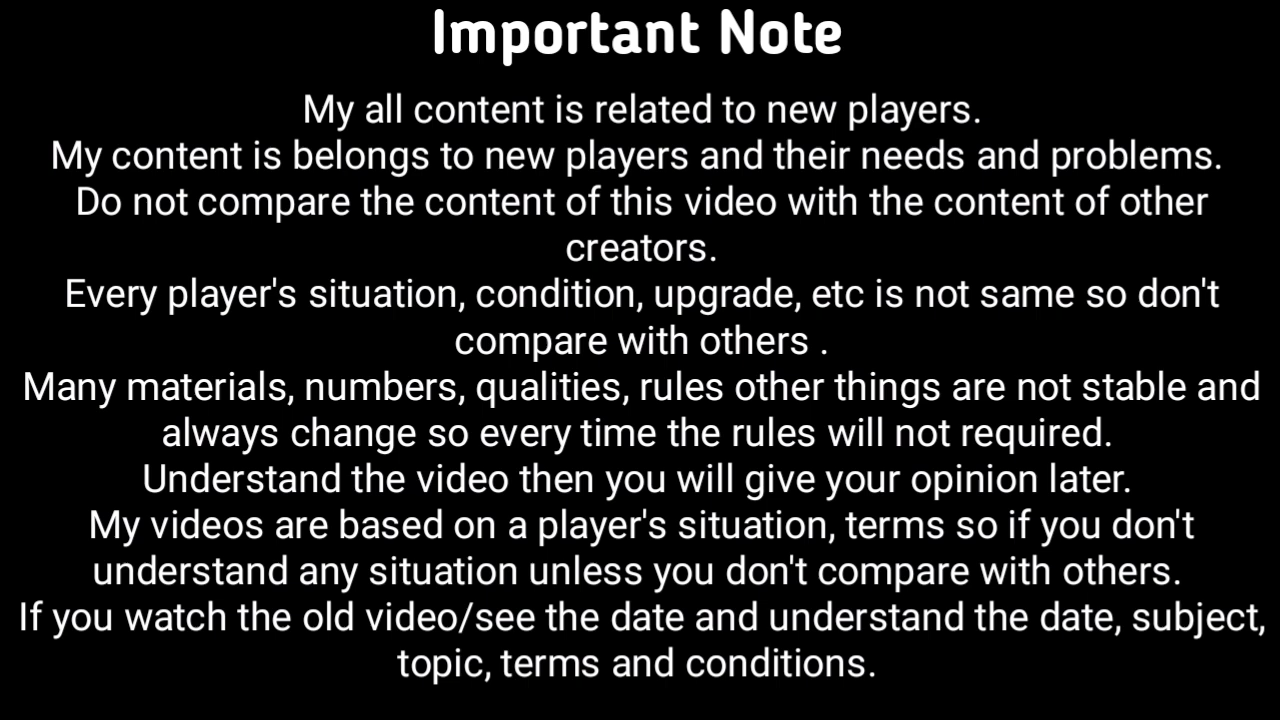 Important Note
My all content is related to new players.
My content is belongs to new players and their needs and problems.
Do not compare the content of this video with the content of other
creators.
Every player's situation, condition, upgrade, etc is not same so don't
compare with others .
Many materials, numbers, qualities, rules other things are not stable and
always change so every time the rules will not required.
Understand the video then you will give your opinion later.
My videos are based on a player's situation, terms so if you don't
understand any situation unless you don't compare with others.
If you watch the old video/see the date and understand the date, subject,
topic, terms and conditions.